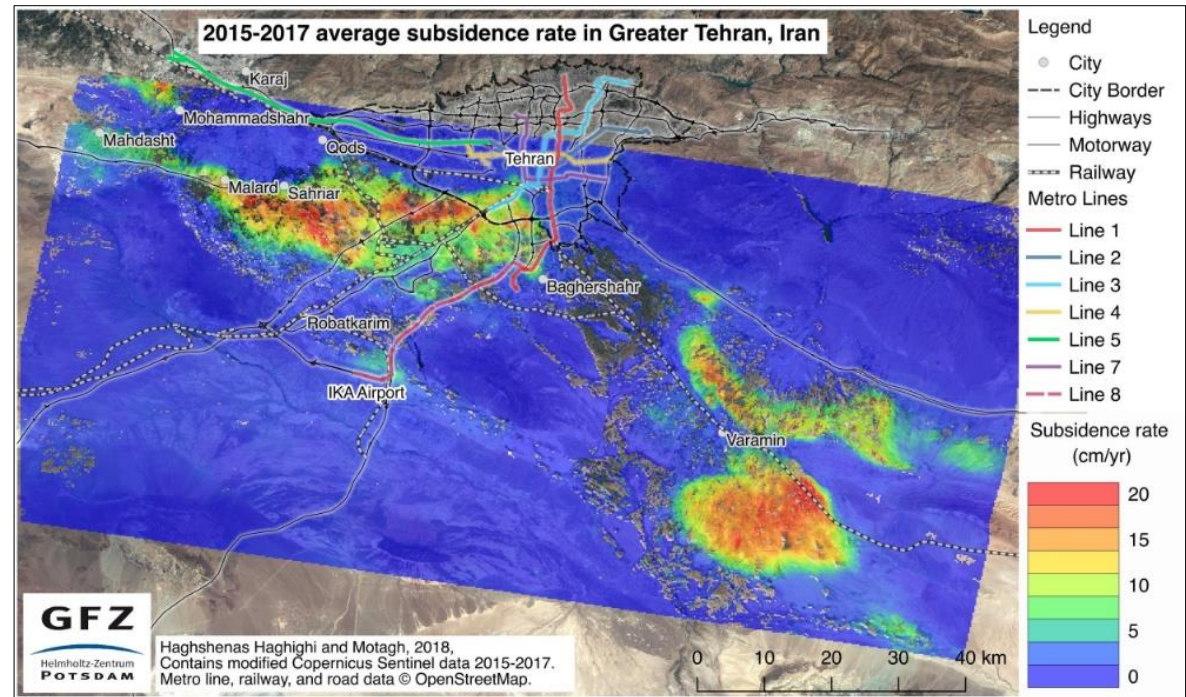 2015-2017 average subsidence rate in Greater Tehran, Iran
Karaj
Mohammadshahr
Mahdasht
Qods
Tehran
Malard
Sahriar
Baghershahr
Robatkarim
IKA Airport
Varamin
Legend
City
City Border
Highways
Motorway
Railway
Metro Lines
Line 1
Line 2
Line 3
Line 4
Line 5
Line 7
Line 8
Subsidence rate
(cm/yr)
20
15
10
5
0
GFZ
Helmholtz-Zentrum
POTSDAM
Haghshenas Haghighi and Motagh, 2018,
Contains modified Copernicus Sentinel data 2015-2017.
Metro line, railway, and road data © OpenStreetMap.
0 10 20 40 km